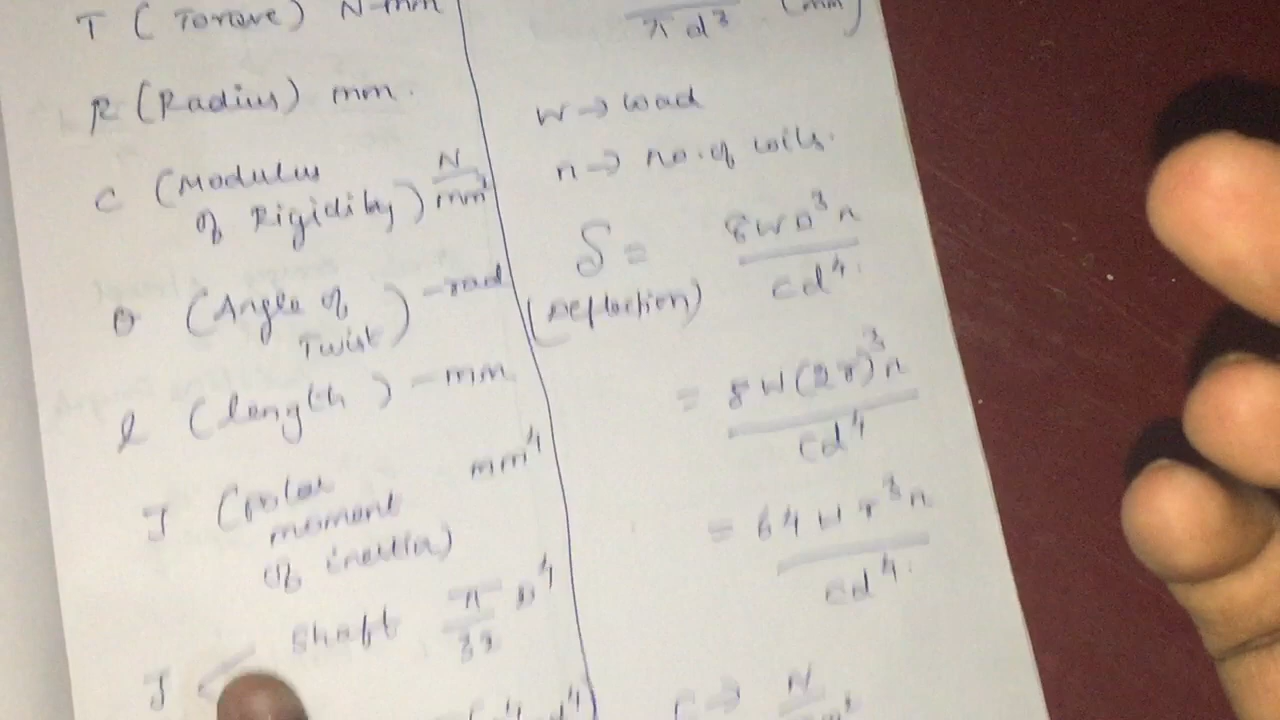 T (Torque) N-mm
R (Radius) mm.
C (Modulus
of Rigidity) N/mm²
θ (Angle of
Twist) - rad
l (length) - mm
J (polar
moment
of inertia) mm⁴
J < shaft π/32 D⁴
πd³ (mm)
W → Load
n → no. of coils.
δ = 8WD³n / cd⁴.
(Deflection)
= 8W(2r)³n / cd⁴
= 64Wr³n / cd⁴.
C → N/mm²